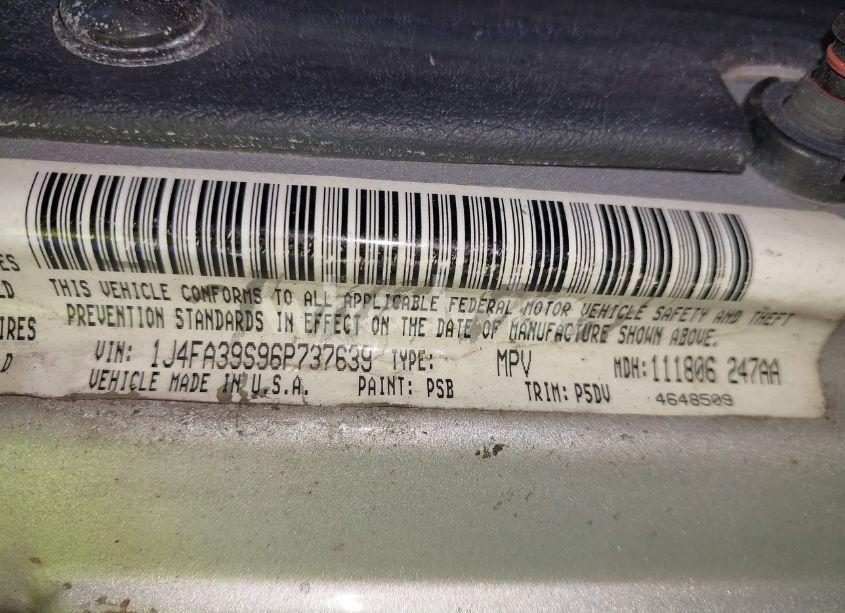 ES
LD
THIS VEHICLE CONFORMS TO ALL APPLICABLE FEDERAL MOTOR VEHICLE SAFETY AND THEFT
IRES
PREVENTION STANDARDS IN EFFECT ON THE DATE OF MANUFACTURE SHOWN ABOVE.
D
VIN: 1J4FA39S96P737639 TYPE: MPV MDH: 111806 247AA
VEHICLE MADE IN U.S.A. PAINT: PSB TRIM: P5DV 4648509